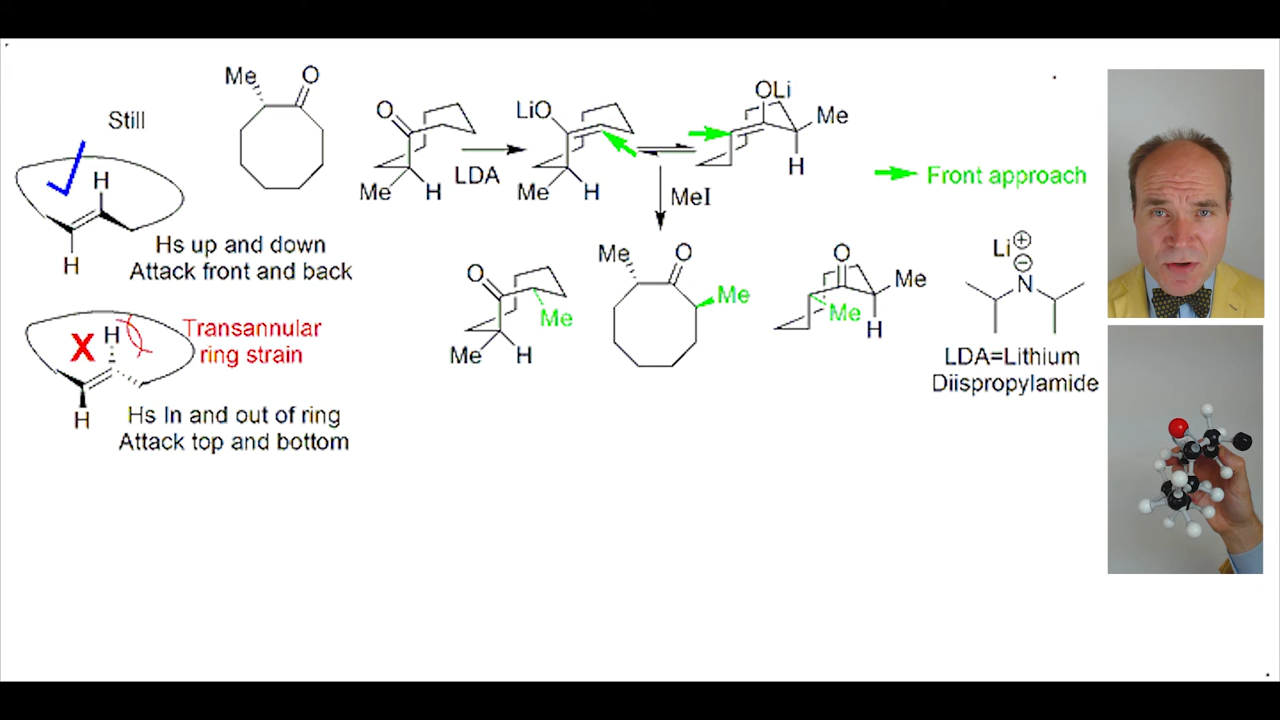 Still
H
H
Hs up and down
Attack front and back
X
H
H
Transannular
ring strain
Hs In and out of ring
Attack top and bottom
Me
O
O
Me
H
LDA
LiO
Me
H
OLi
Me
H
MeI
Front approach
O
Me
Me
H
Me
O
Me
O
Me
Me
H
Li
N
LDA=Lithium
Diispropylamide